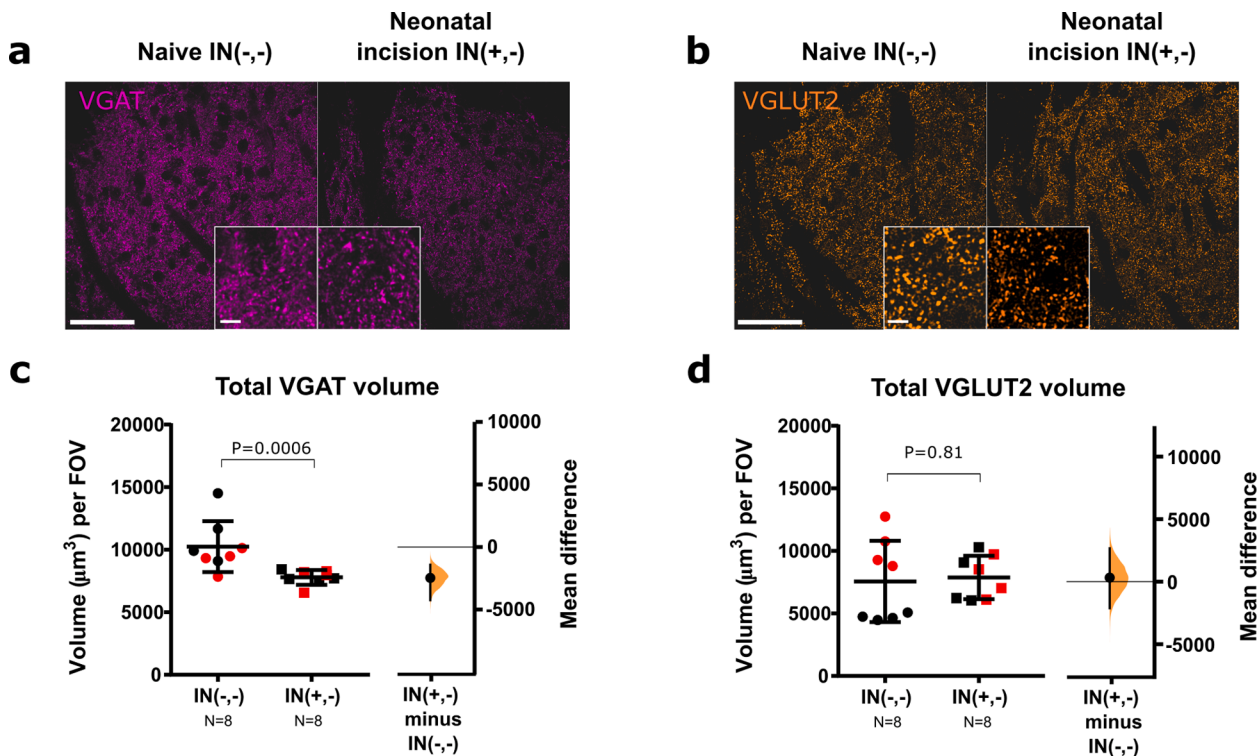 a
Naive IN(-,-)
Neonatal
incision IN(+,-)
VGAT
b
Naive IN(-,-)
Neonatal
incision IN(+,-)
VGLUT2
c
Total VGAT volume
Volume (μm³) per FOV
20000
15000
10000
5000
0
P=0.0006
IN(-,-)
N=8
IN(+,-)
N=8
10000
5000
0
-5000
Mean difference
IN(+,-)
minus
IN(-,-)
d
Total VGLUT2 volume
Volume (μm³) per FOV
20000
15000
10000
5000
0
P=0.81
IN(-,-)
N=8
IN(+,-)
N=8
10000
5000
0
-5000
Mean difference
IN(+,-)
minus
IN(-,-)